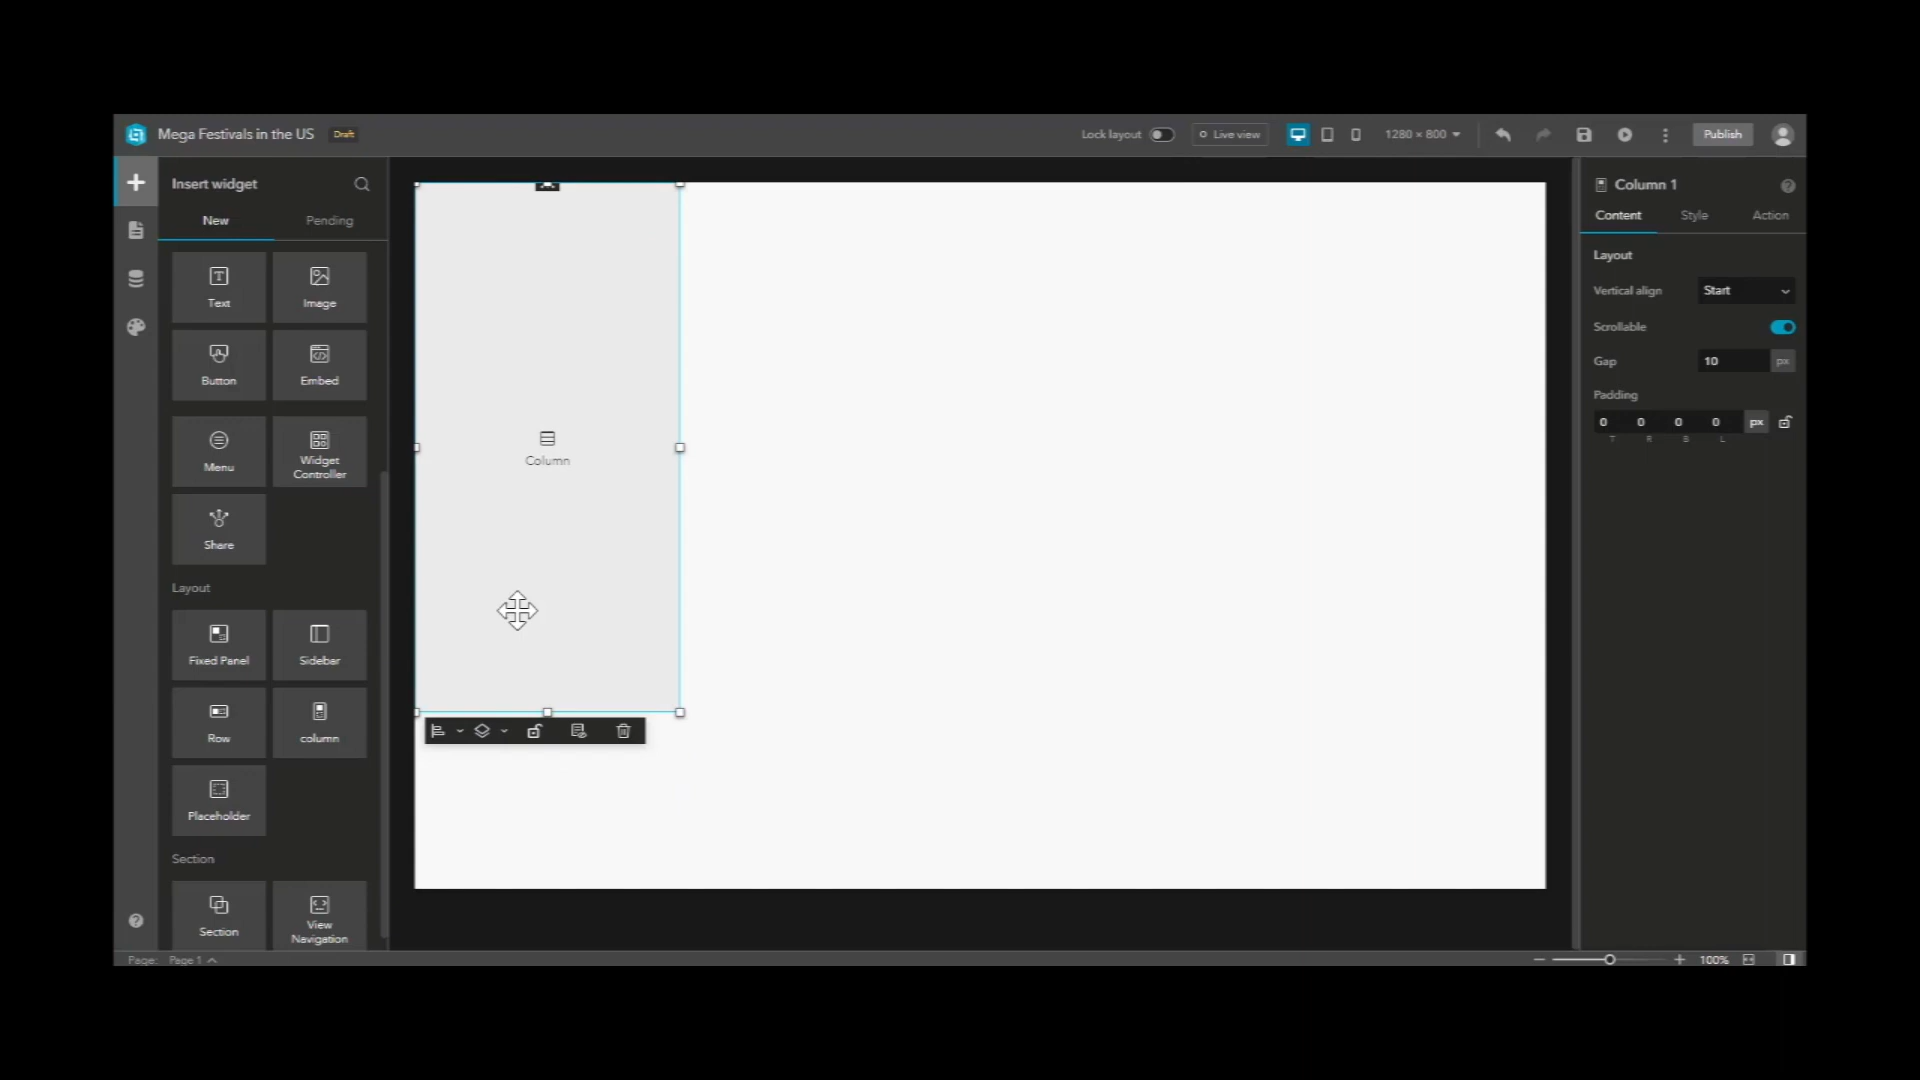 Mega Festivals in the US Draft
Lock layout Live view 1280 × 800 Publish
Insert widget
New Pending
Text Image
Button Embed
Menu Widget Controller
Share
Layout
Fixed Panel Sidebar
Row column
Placeholder
Section
Section View Navigation
Page: Page 1
Column
Column 1
Content Style Action
Layout
Vertical align Start
Scrollable
Gap 10 px
Padding
0 0 0 0 px
T R B L
100%